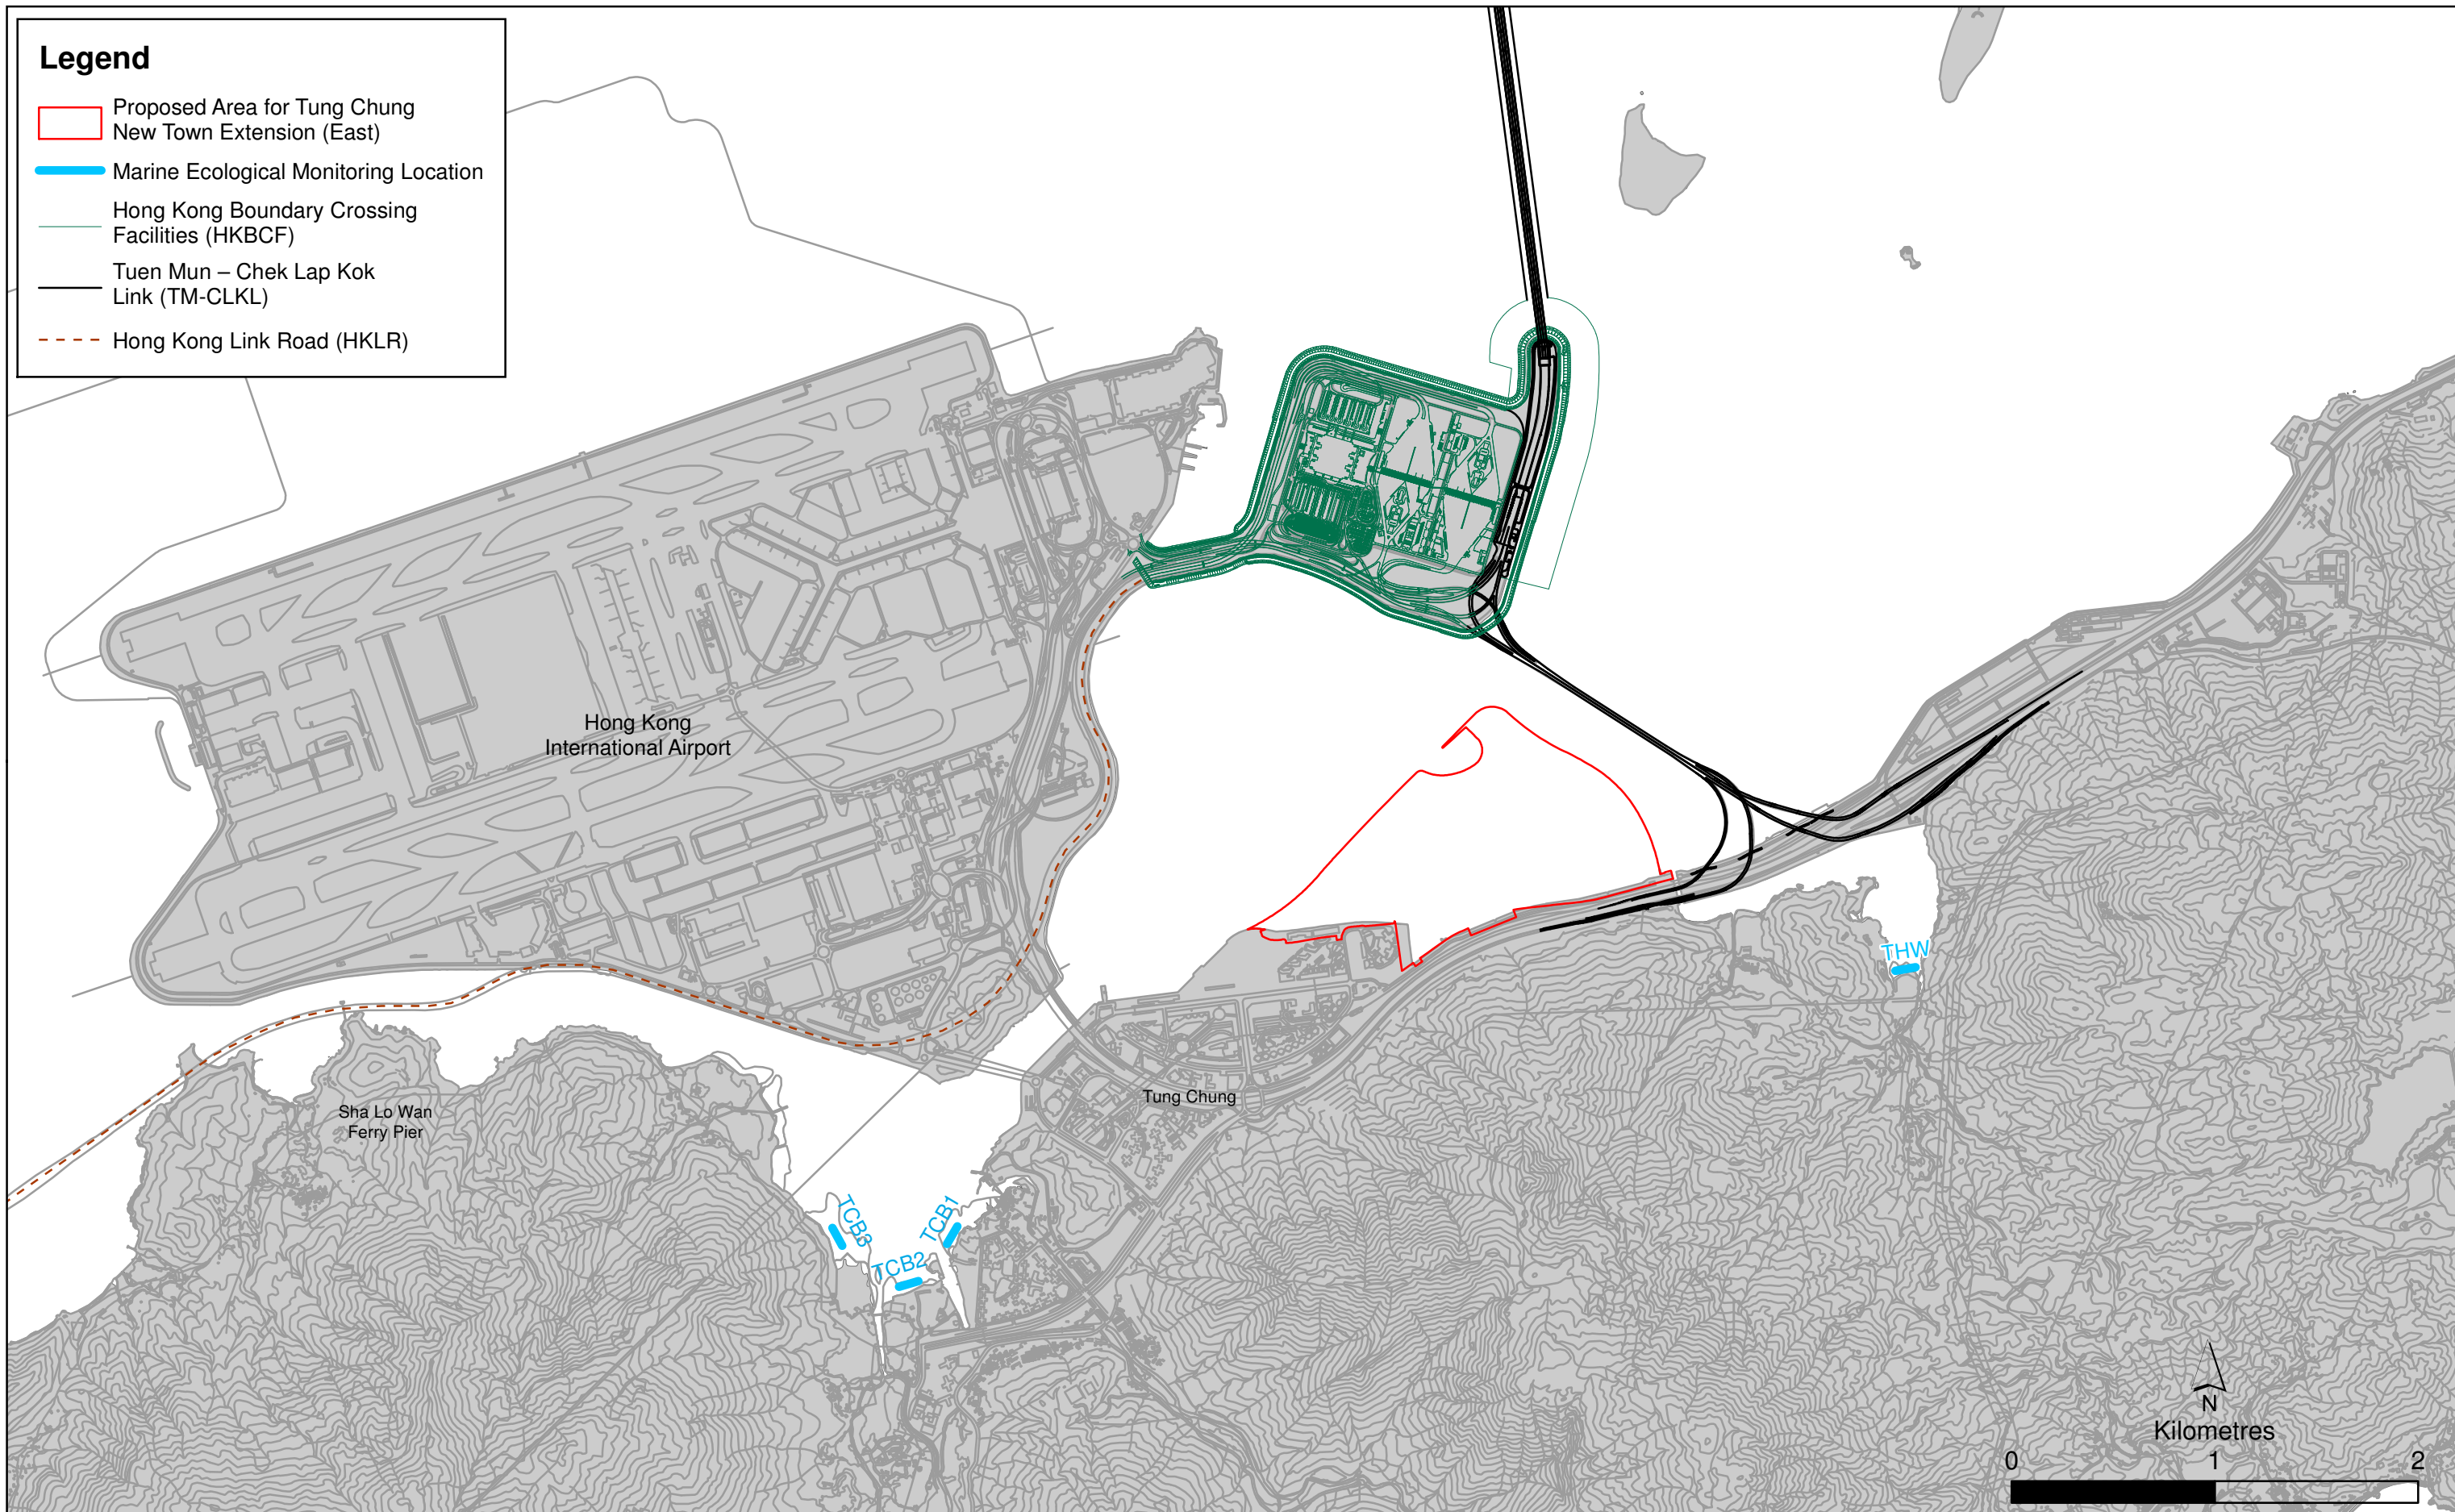 Legend
Proposed Area for Tung Chung
New Town Extension (East)
Marine Ecological Monitoring Location
Hong Kong Boundary Crossing
Facilities (HKBCF)
Tuen Mun – Chek Lap Kok
Link (TM-CLKL)
Hong Kong Link Road (HKLR)
Hong Kong
International Airport
THW
Tung Chung
Sha Lo Wan
Ferry Pier
TCB3
TCB1
TCB2
N
Kilometres
0 1 2